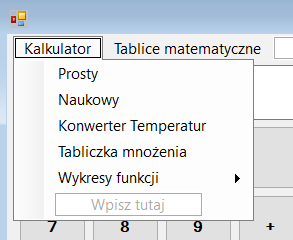 Kalkulator Tablice matematyczne
Prosty
Naukowy
Konwerter Temperatur
Tabliczka mnożenia
Wykresy funkcji
Wpisz tutaj
7 8 9 +